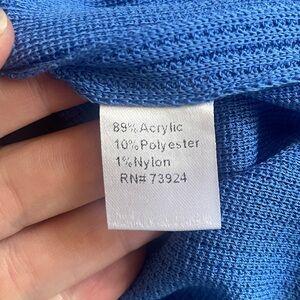 89% Acrylic
10% Polyester
1% Nylon
RN# 73924